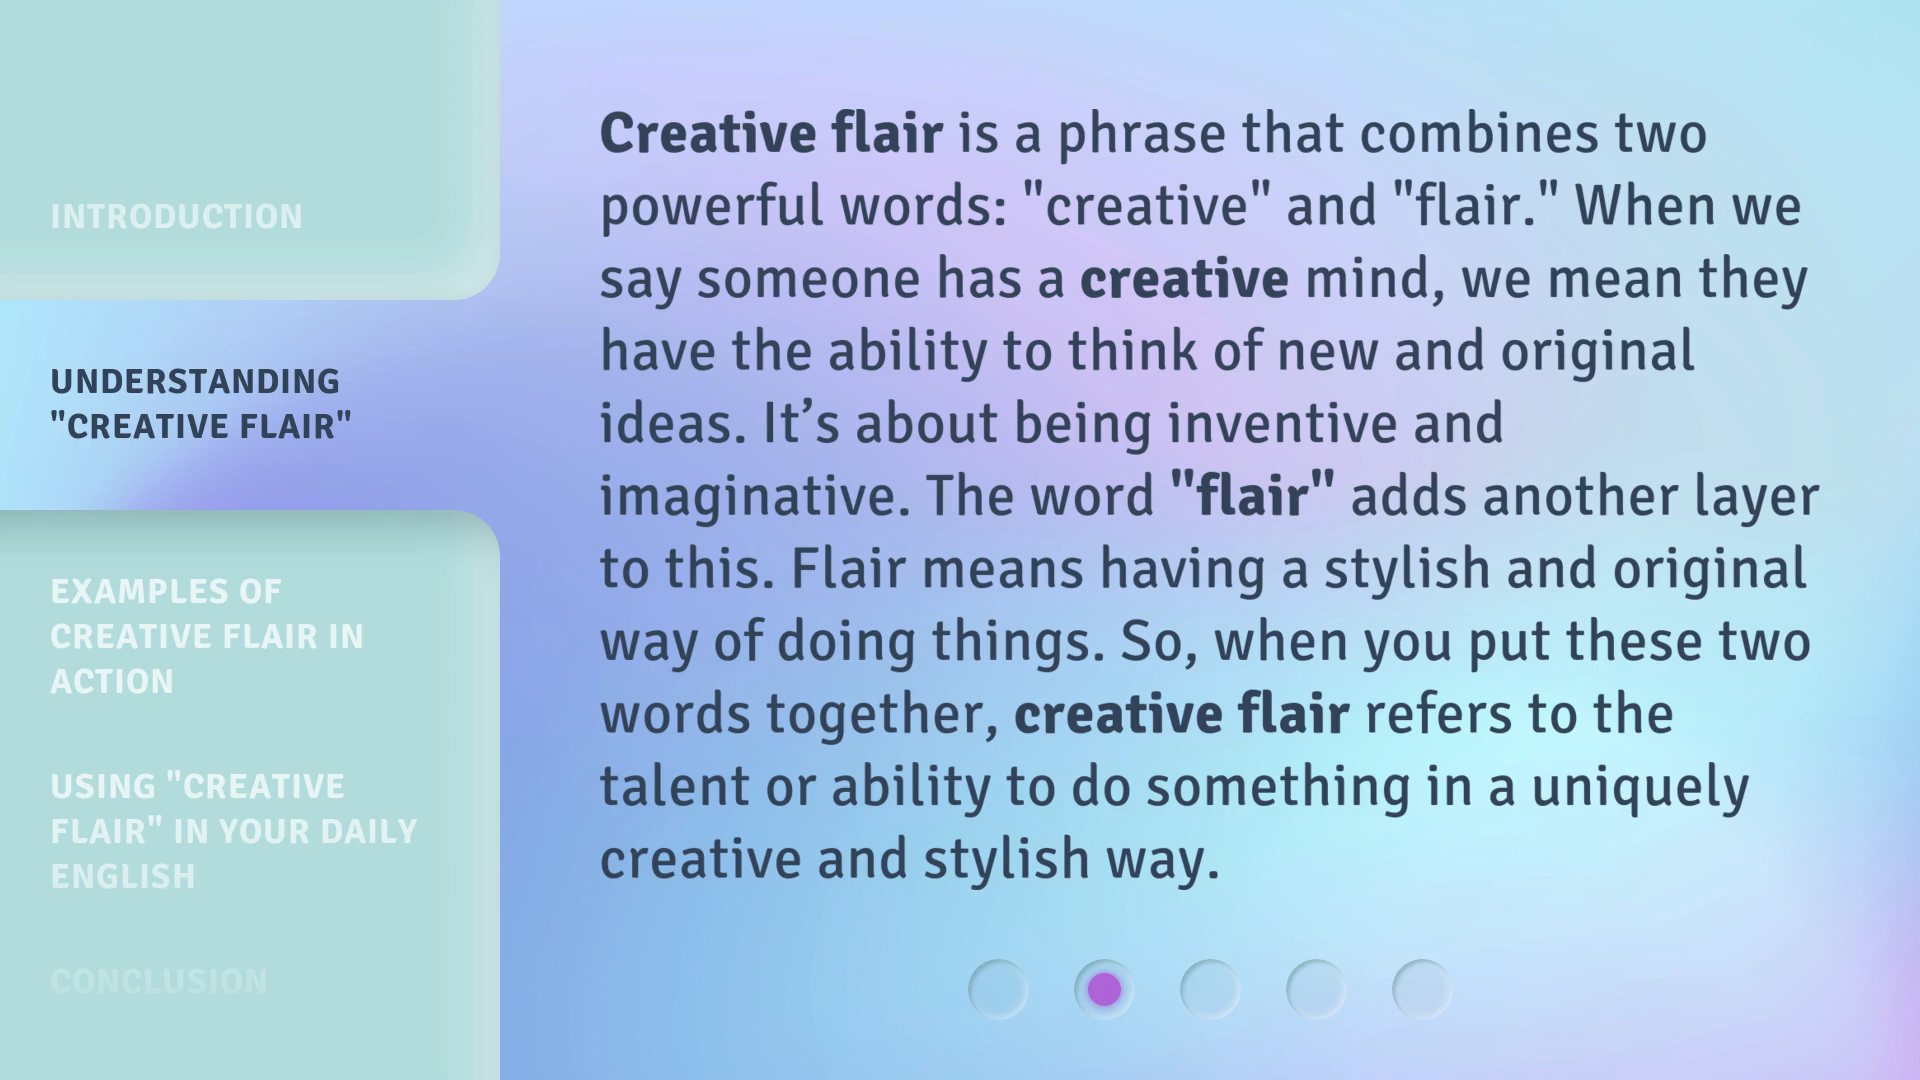 INTRODUCTION
UNDERSTANDING
"CREATIVE FLAIR"
EXAMPLES OF
CREATIVE FLAIR IN
ACTION
USING "CREATIVE
FLAIR" IN YOUR DAILY
ENGLISH
CONCLUSION
Creative flair is a phrase that combines two
powerful words: "creative" and "flair." When we
say someone has a creative mind, we mean they
have the ability to think of new and original
ideas. It’s about being inventive and
imaginative. The word "flair" adds another layer
to this. Flair means having a stylish and original
way of doing things. So, when you put these two
words together, creative flair refers to the
talent or ability to do something in a uniquely
creative and stylish way.